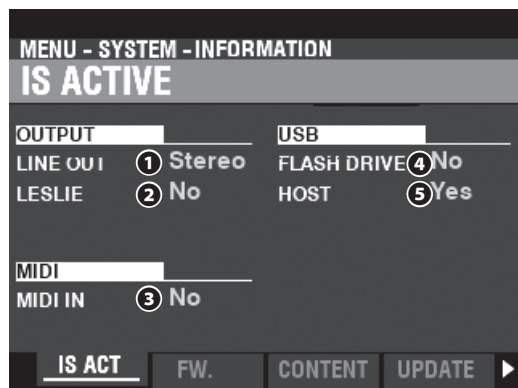 MENU - SYSTEM - INFORMATION
IS ACTIVE
OUTPUT
LINE OUT 1 Stereo
LESLIE 2 No
USB
FLASH DRIVE 4 No
HOST 5 Yes
MIDI
MIDI IN 3 No
IS ACT FW. CONTENT UPDATE